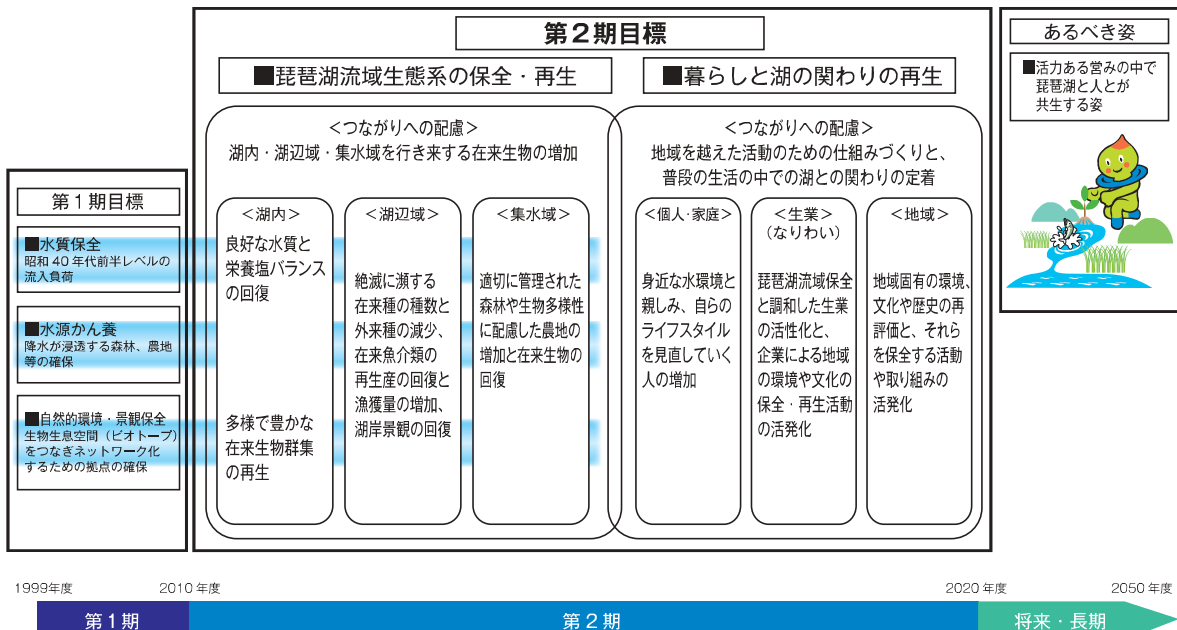 第1期目標
■水質保全
昭和40年代前半レベルの
流入負荷
■水源かん養
降水が浸透する森林、農地
等の確保
■自然的環境・景観保全
生物生息空間（ビオトープ）
をつなぎネットワーク化
するための拠点の確保
第2期目標
■琵琶湖流域生態系の保全・再生
＜つながりへの配慮＞
湖内・湖辺域・集水域を行き来する在来生物の増加
＜湖内＞
良好な水質と
栄養塩バランス
の回復
多様で豊かな
在来生物群集
の再生
＜湖辺域＞
絶滅に瀕する
在来種の種数と
外来種の減少、
在来魚介類の
再生産の回復と
漁獲量の増加、
湖岸景観の回復
＜集水域＞
適切に管理された
森林や生物多様性
に配慮した農地の
増加と在来生物の
回復
■暮らしと湖の関わりの再生
＜つながりへの配慮＞
地域を越えた活動のための仕組みづくりと、
普段の生活の中での湖との関わりの定着
＜個人・家庭＞
身近な水環境と
親しみ、自らの
ライフスタイル
を見直していく
人の増加
＜生業＞
（なりわい）
琵琶湖流域保全
と調和した生業
の活性化と、
企業による地域
の環境や文化の
保全・再生活動
の活発化
＜地域＞
地域固有の環境、
文化や歴史の再
評価と、それら
を保全する活動
や取り組みの
活発化
あるべき姿
■活力ある営みの中で
琵琶湖と人とが
共生する姿
1999年度
2010年度
2020年度
2050年度
第1期
第2期
将来・長期